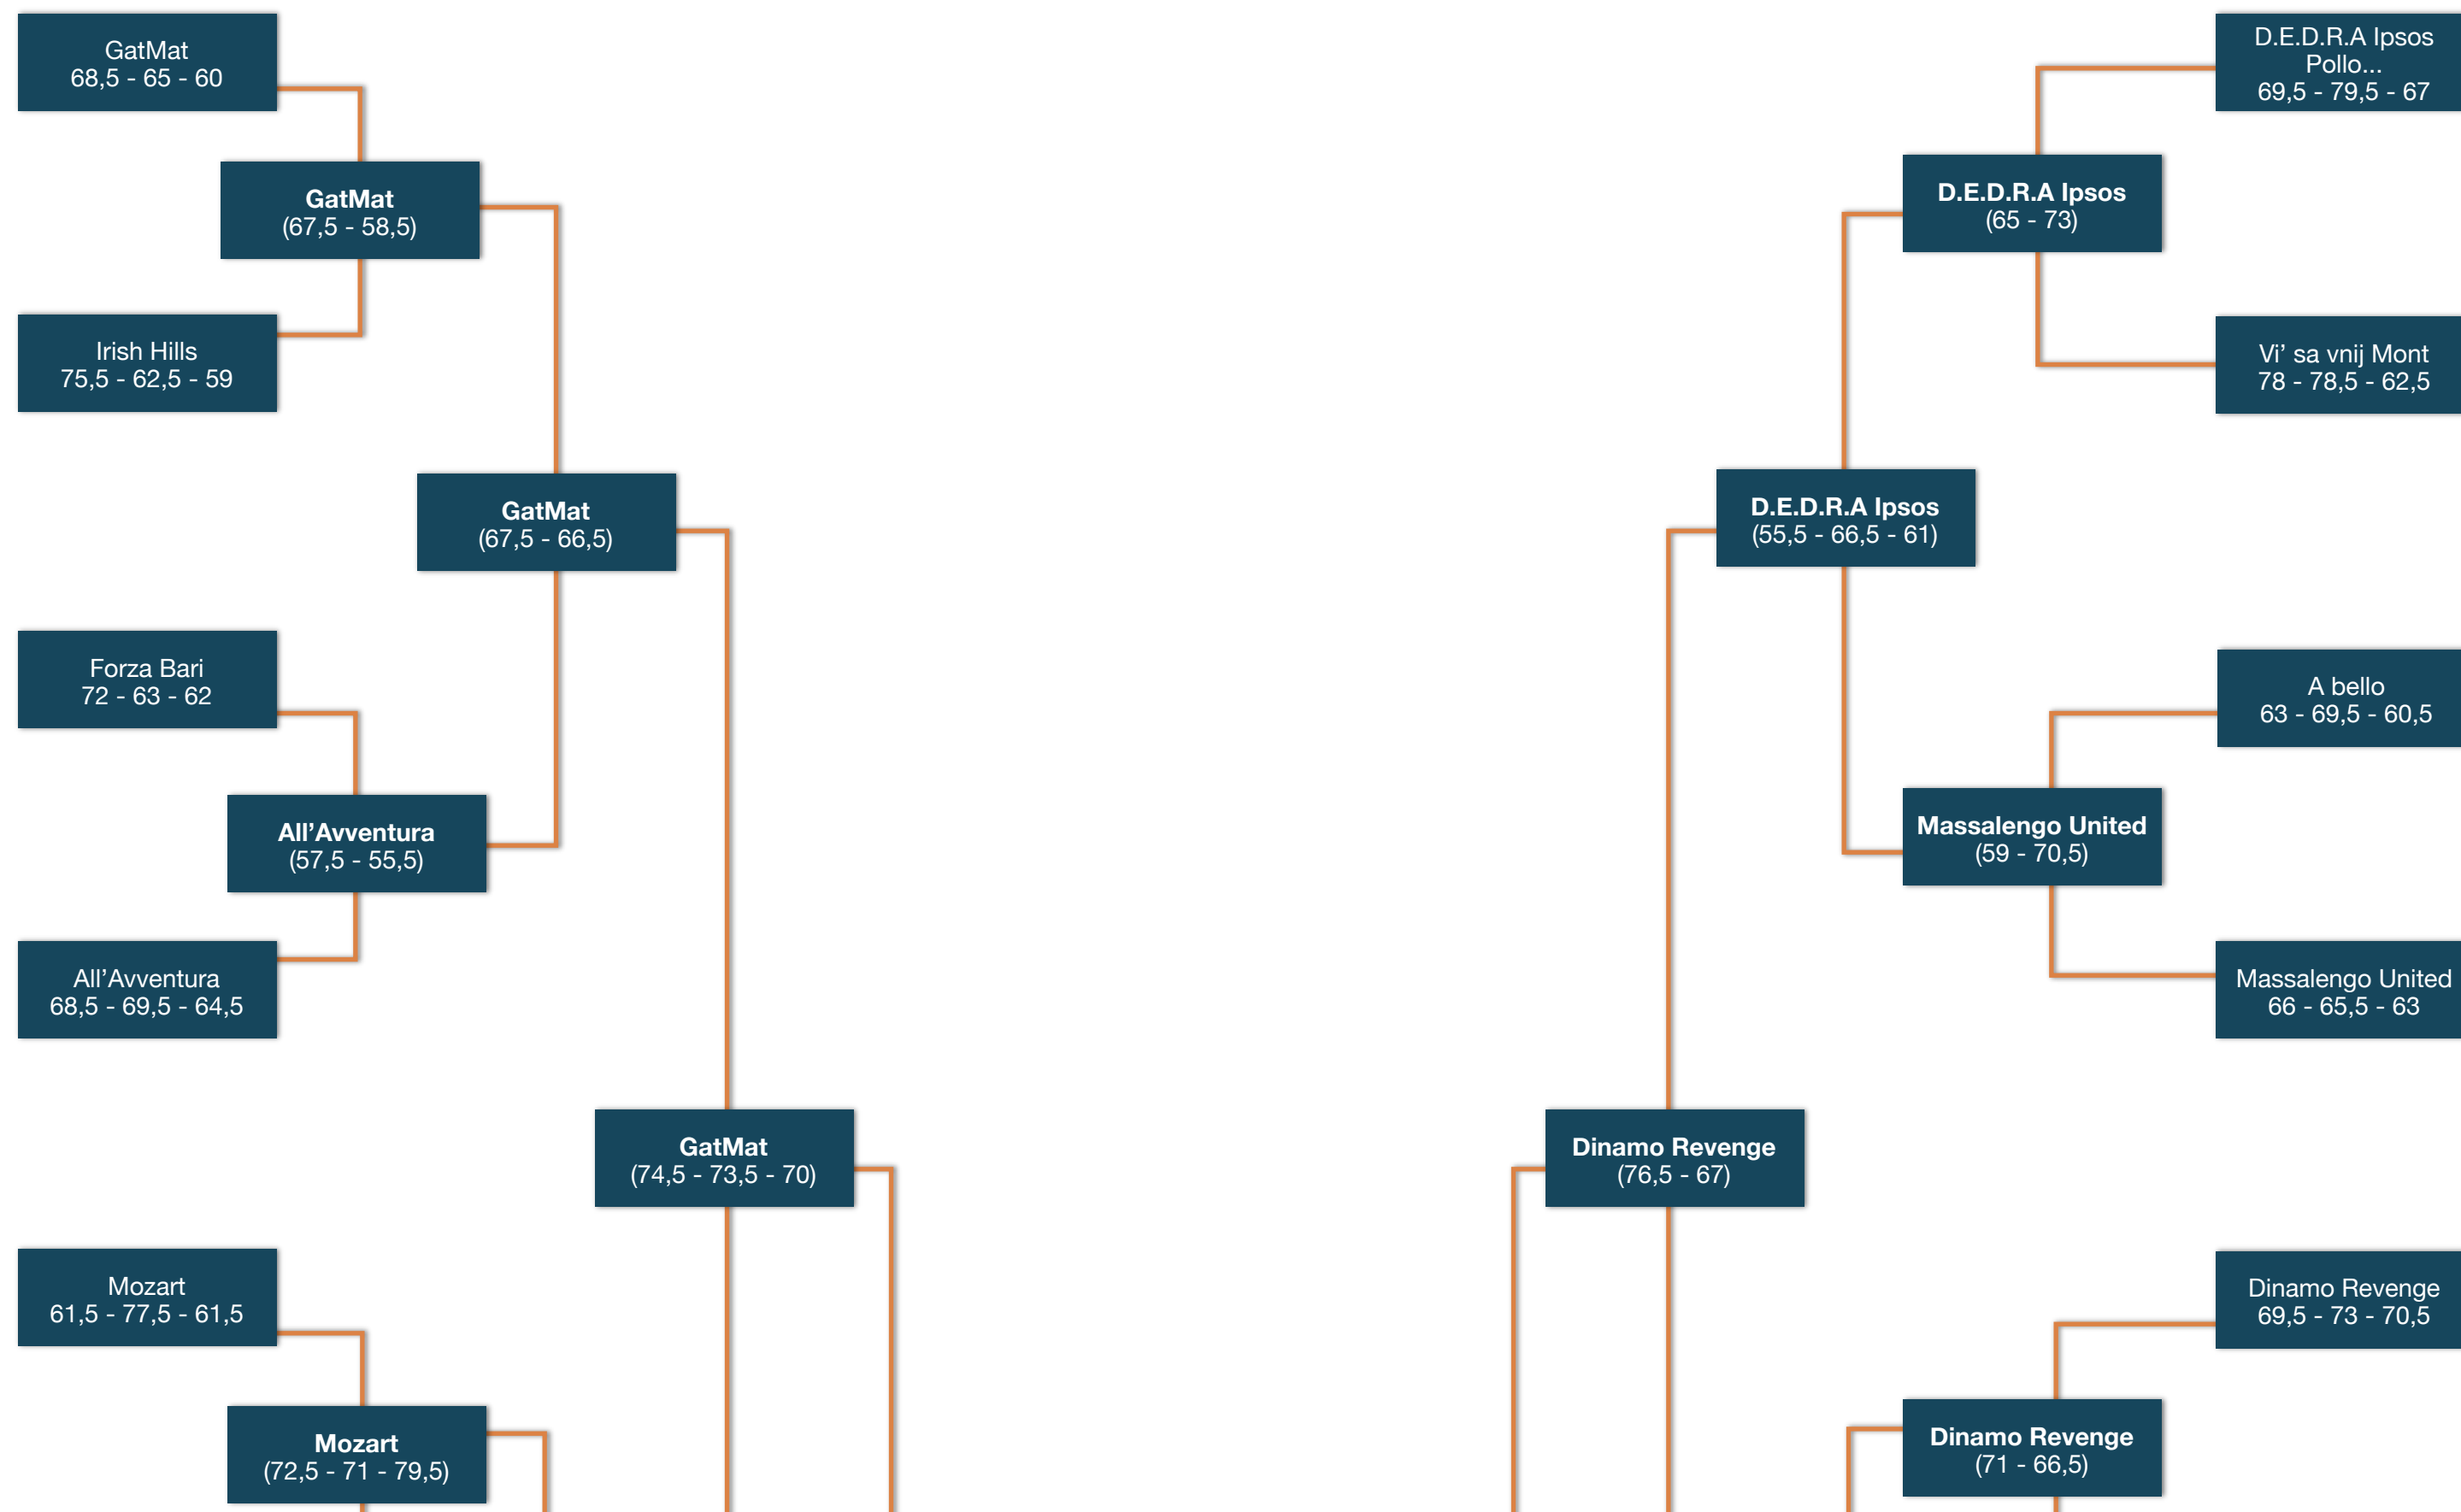 GatMat
68,5 - 65 - 60
GatMat
(67,5 - 58,5)
Irish Hills
75,5 - 62,5 - 59
GatMat
(67,5 - 66,5)
Forza Bari
72 - 63 - 62
All’Avventura
(57,5 - 55,5)
All’Avventura
68,5 - 69,5 - 64,5
GatMat
(74,5 - 73,5 - 70)
Mozart
61,5 - 77,5 - 61,5
Mozart
(72,5 - 71 - 79,5)
D.E.D.R.A Ipsos
Pollo...
69,5 - 79,5 - 67
D.E.D.R.A Ipsos
(65 - 73)
Vi’ sa vnij Mont
78 - 78,5 - 62,5
D.E.D.R.A Ipsos
(55,5 - 66,5 - 61)
A bello
63 - 69,5 - 60,5
Massalengo United
(59 - 70,5)
Massalengo United
66 - 65,5 - 63
Dinamo Revenge
(76,5 - 67)
Dinamo Revenge
69,5 - 73 - 70,5
Dinamo Revenge
(71 - 66,5)